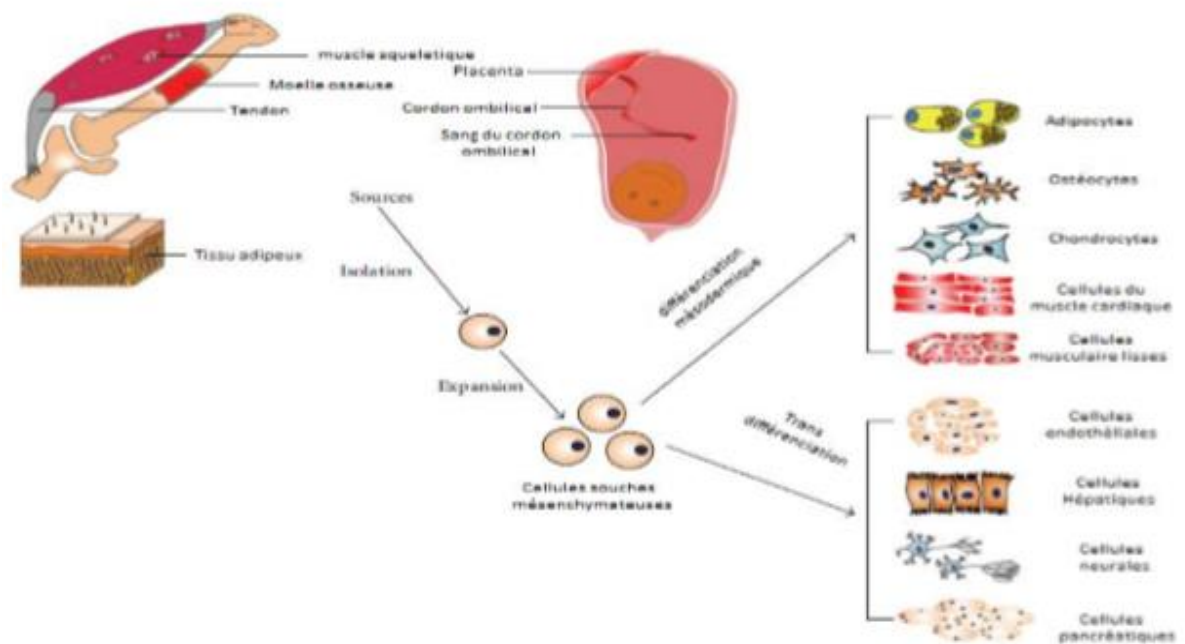 muscle squeletique
Moelle osseuse
Tendon
Tissu adipeux
Placenta
Cordon ombilical
Sang du cordon
ombilical
Sources
Isolation
Expansion
Cellules souches
mésenchymateuses
différenciation
mésodermique
Trans
différenciation
Adipocytes
Ostéocytes
Chondrocytes
Cellules du
muscle cardiaque
Cellules
musculaire lisses
Cellules
endothéliales
Cellules
Hépatiques
Cellules
neurales
Cellules
pancréatiques